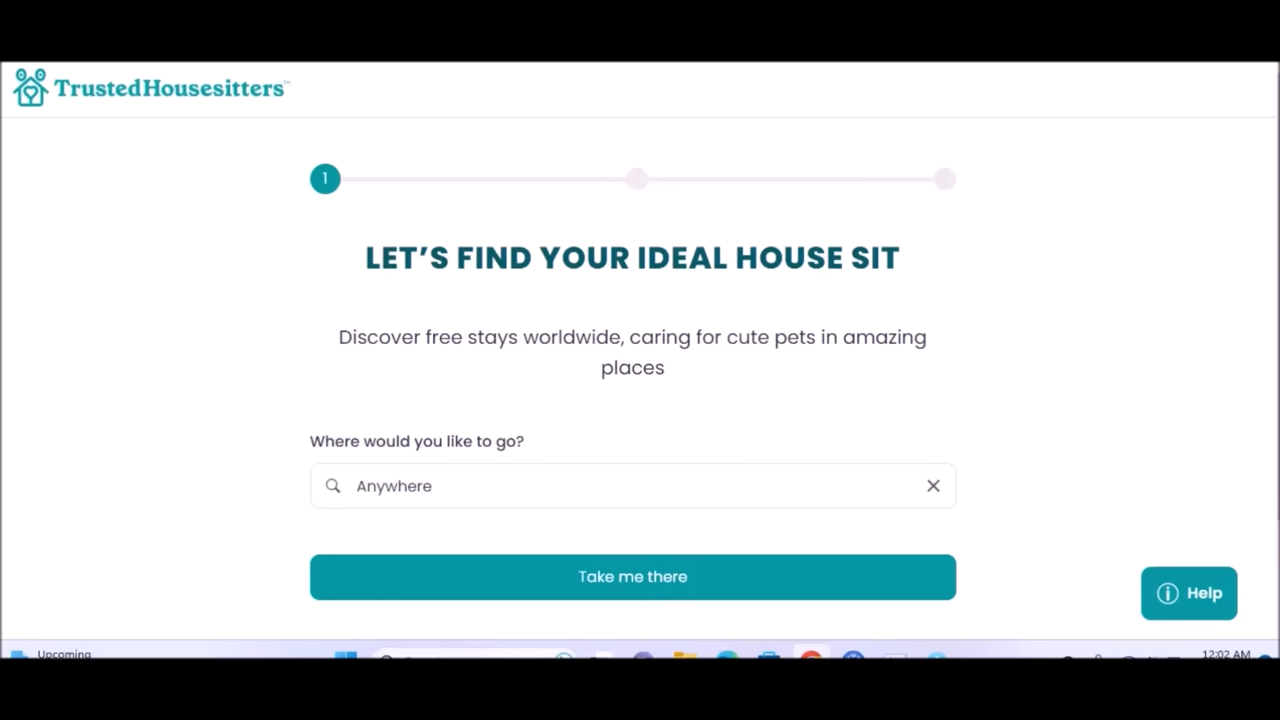 TrustedHousesitters™
1
LET’S FIND YOUR IDEAL HOUSE SIT
Discover free stays worldwide, caring for cute pets in amazing
places
Where would you like to go?
Anywhere
Take me there
Help
Upcoming
12:02 AM